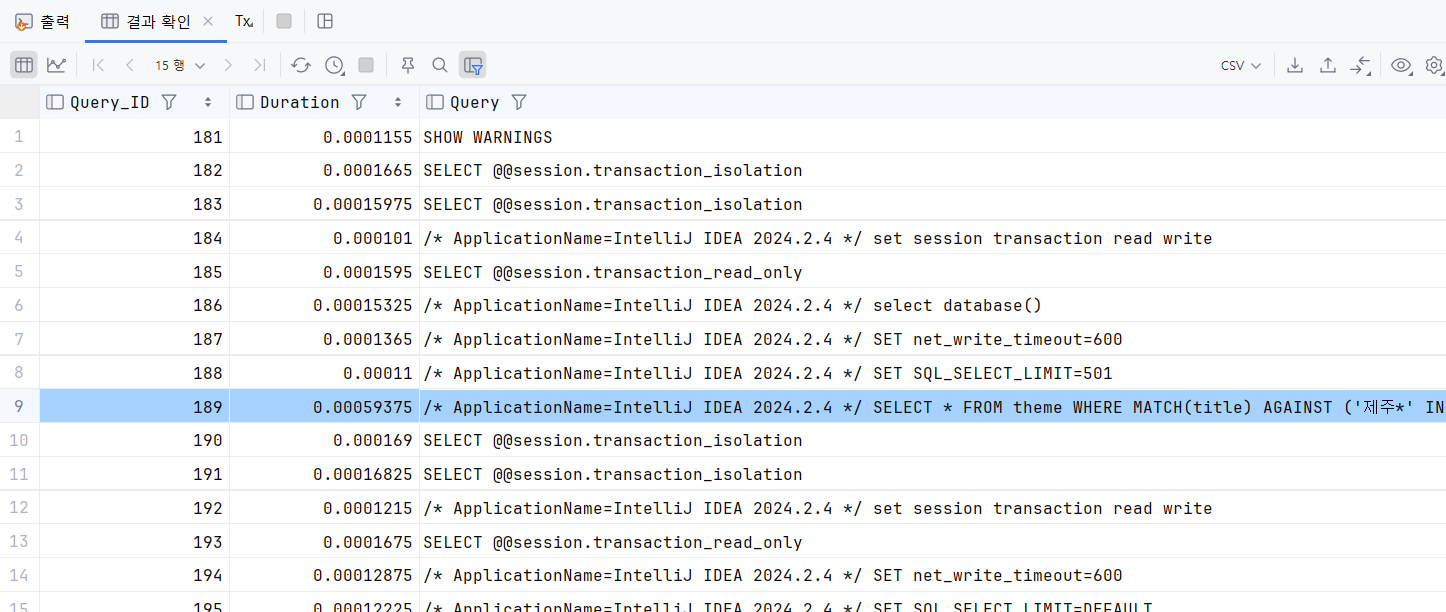 출력 결과 확인 Tx
15 행 CSV
Query_ID Duration Query
1 181 0.0001155 SHOW WARNINGS
2 182 0.0001665 SELECT @@session.transaction_isolation
3 183 0.00015975 SELECT @@session.transaction_isolation
4 184 0.000101 /* ApplicationName=IntelliJ IDEA 2024.2.4 */ set session transaction read write
5 185 0.0001595 SELECT @@session.transaction_read_only
6 186 0.00015325 /* ApplicationName=IntelliJ IDEA 2024.2.4 */ select database()
7 187 0.0001365 /* ApplicationName=IntelliJ IDEA 2024.2.4 */ SET net_write_timeout=600
8 188 0.00011 /* ApplicationName=IntelliJ IDEA 2024.2.4 */ SET SQL_SELECT_LIMIT=501
9 189 0.00059375 /* ApplicationName=IntelliJ IDEA 2024.2.4 */ SELECT * FROM theme WHERE MATCH(title) AGAINST ('제주*' IN
10 190 0.000169 SELECT @@session.transaction_isolation
11 191 0.00016825 SELECT @@session.transaction_isolation
12 192 0.0001215 /* ApplicationName=IntelliJ IDEA 2024.2.4 */ set session transaction read write
13 193 0.0001675 SELECT @@session.transaction_read_only
14 194 0.00012875 /* ApplicationName=IntelliJ IDEA 2024.2.4 */ SET net_write_timeout=600
15 195 0.00012225 /* ApplicationName=IntelliJ IDEA 2024.2.4 */ SET SQL_SELECT_LIMIT=DEFAULT